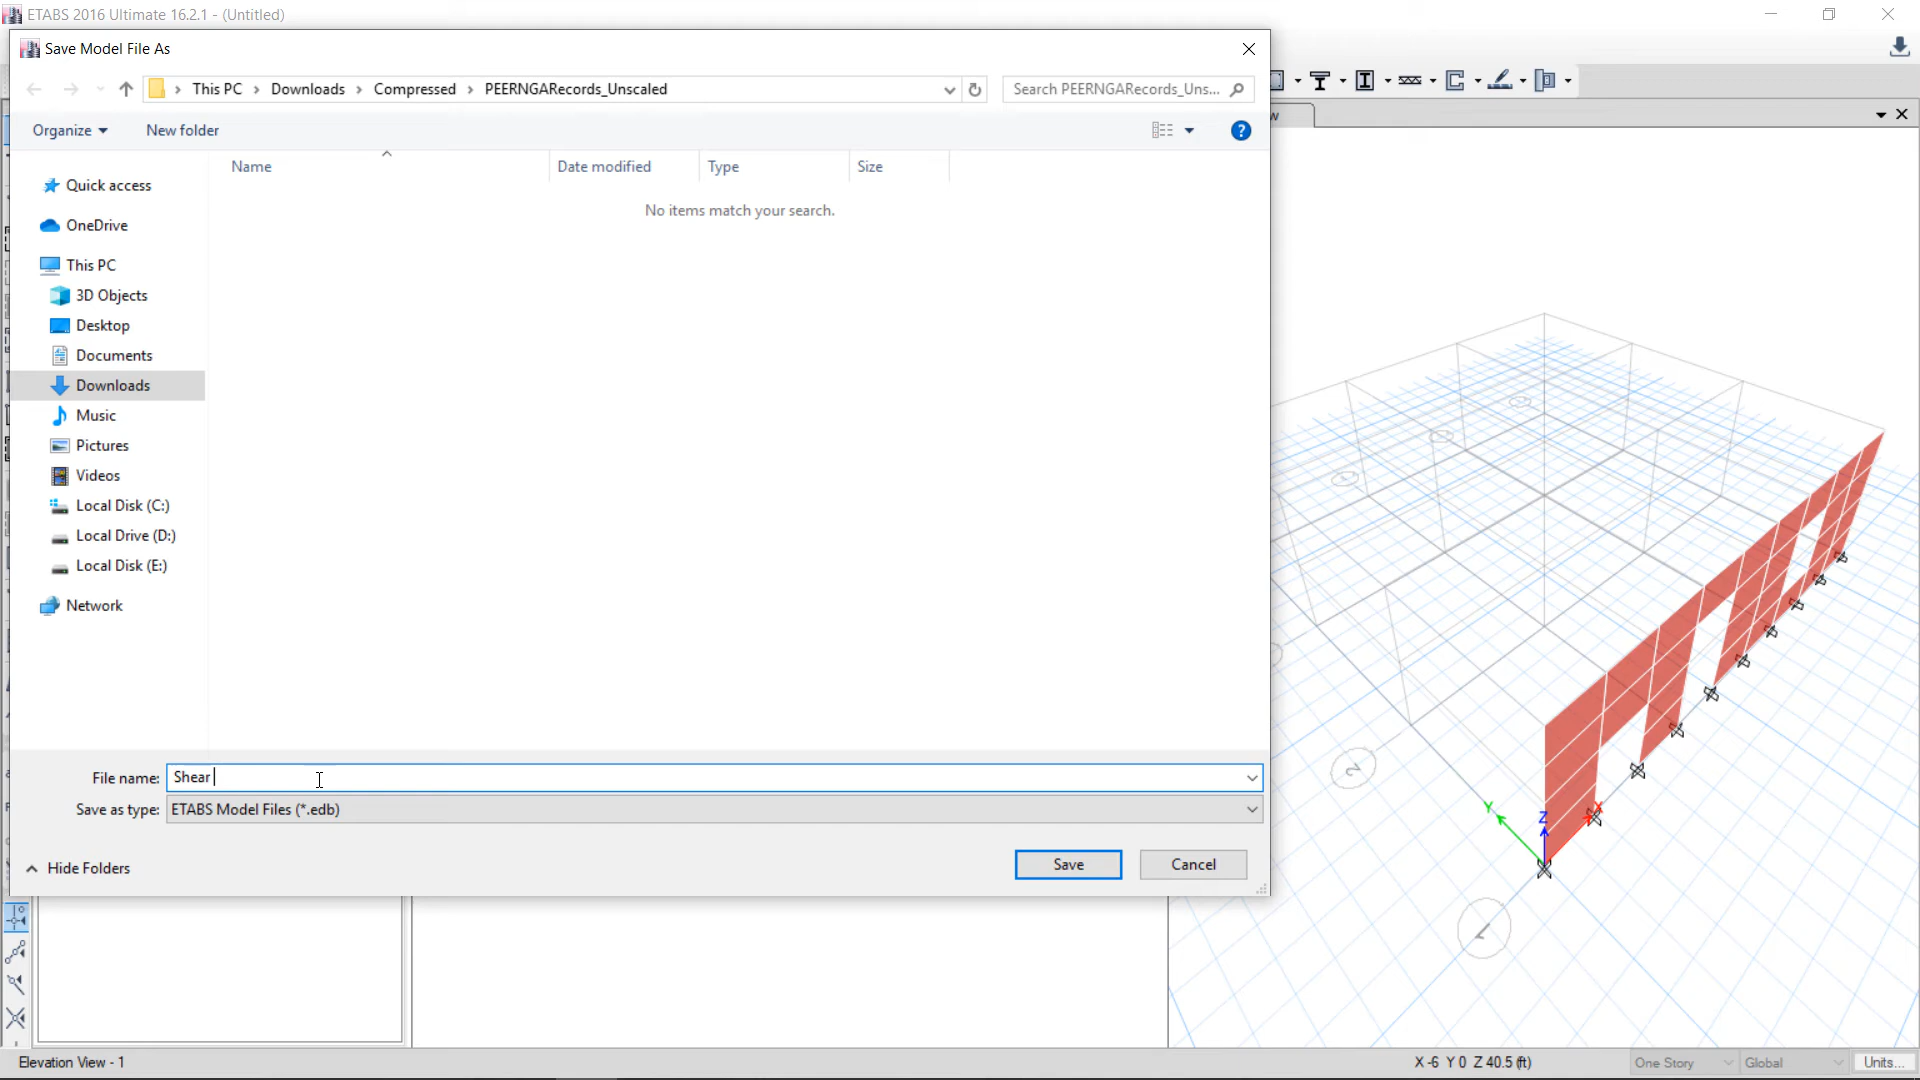 ETABS 2016 Ultimate 16.2.1 - (Untitled)
Save Model File As
This PC > Downloads > Compressed > PEERNGARecords_Unscaled
Search PEERNGARecords_Uns...
Organize
New folder
Name
Date modified
Type
Size
No items match your search.
Quick access
OneDrive
This PC
3D Objects
Desktop
Documents
Downloads
Music
Pictures
Videos
Local Disk (C:)
Local Drive (D:)
Local Disk (E:)
Network
File name: Shear
Save as type: ETABS Model Files (*.edb)
Hide Folders
Save
Cancel
Y
Z
X
2
1
Elevation View - 1
X -6 Y 0 Z 40.5 (ft)
One Story
Global
Units...